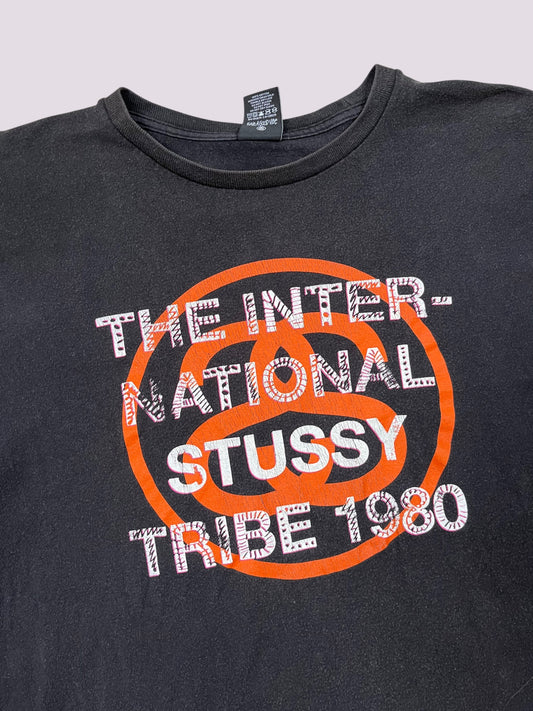 THE INTER-
NATIONAL
STUSSY
TRIBE 1980